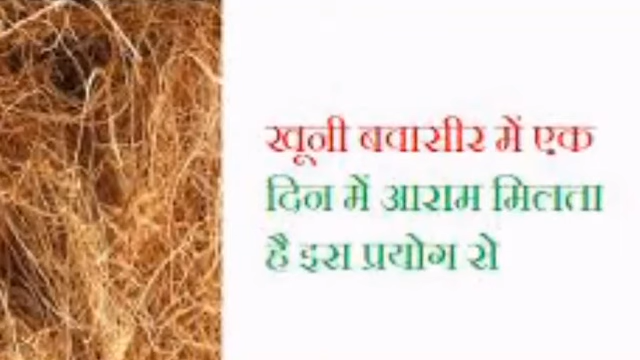 खूनी बवासीर में एक
दिन में आराम मिलता
है इस प्रयोग से